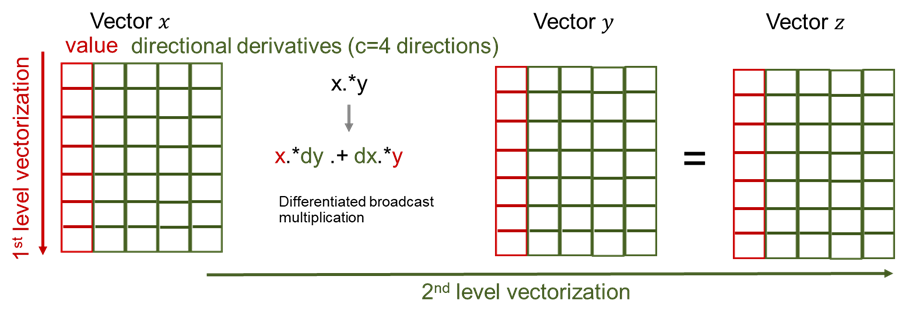 Vector x
Vector y
Vector z
value directional derivatives (c=4 directions)
1st level vectorization
x.*y
x.*dy .+ dx.*y
=
Differentiated broadcast
multiplication
2nd level vectorization